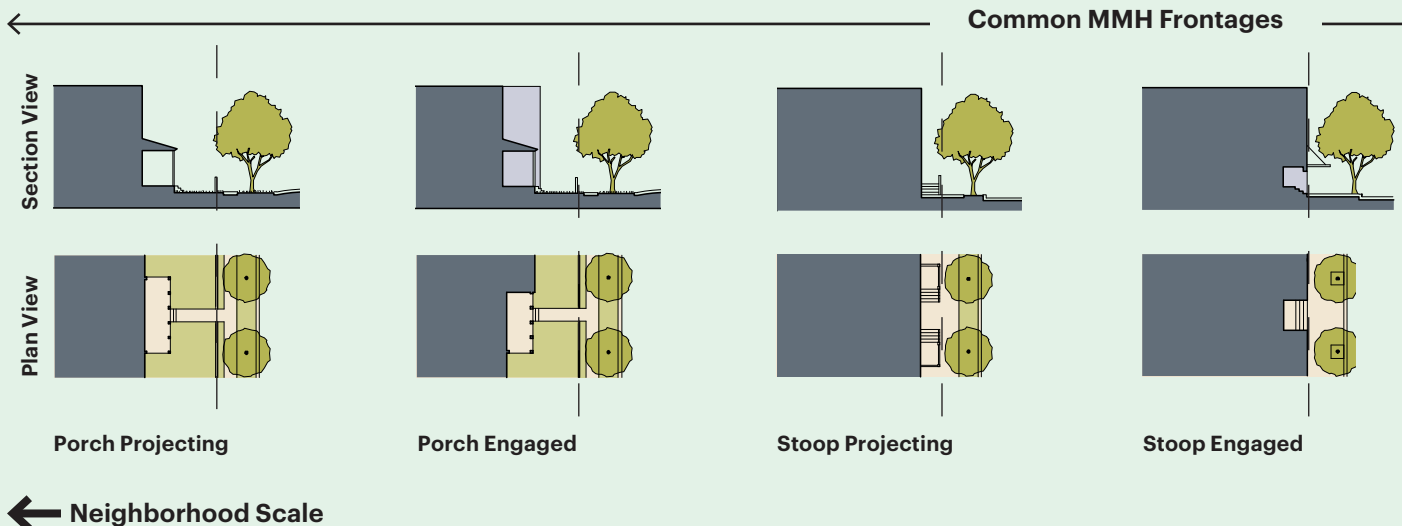 Common MMH Frontages
Section View
Plan View
Porch Projecting
Porch Engaged
Stoop Projecting
Stoop Engaged
Neighborhood Scale